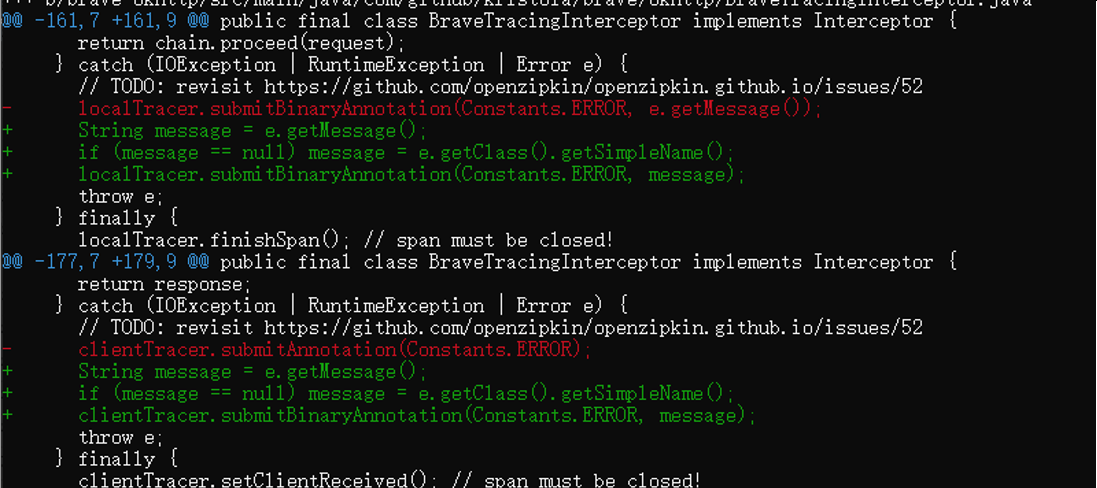 +++ b/brave-okhttp/src/main/java/com/github/kristofa/brave/okhttp/BraveTracingInterceptor.java
@@ -161,7 +161,9 @@ public final class BraveTracingInterceptor implements Interceptor {
       return chain.proceed(request);
     } catch (IOException | RuntimeException | Error e) {
       // TODO: revisit https://github.com/openzipkin/openzipkin.github.io/issues/52
-      localTracer.submitBinaryAnnotation(Constants.ERROR, e.getMessage());
+      String message = e.getMessage();
+      if (message == null) message = e.getClass().getSimpleName();
+      localTracer.submitBinaryAnnotation(Constants.ERROR, message);
       throw e;
     } finally {
       localTracer.finishSpan(); // span must be closed!
@@ -177,7 +179,9 @@ public final class BraveTracingInterceptor implements Interceptor {
       return response;
     } catch (IOException | RuntimeException | Error e) {
       // TODO: revisit https://github.com/openzipkin/openzipkin.github.io/issues/52
-      clientTracer.submitAnnotation(Constants.ERROR);
+      String message = e.getMessage();
+      if (message == null) message = e.getClass().getSimpleName();
+      clientTracer.submitBinaryAnnotation(Constants.ERROR, message);
       throw e;
     } finally {
       clientTracer.setClientReceived(); // span must be closed!